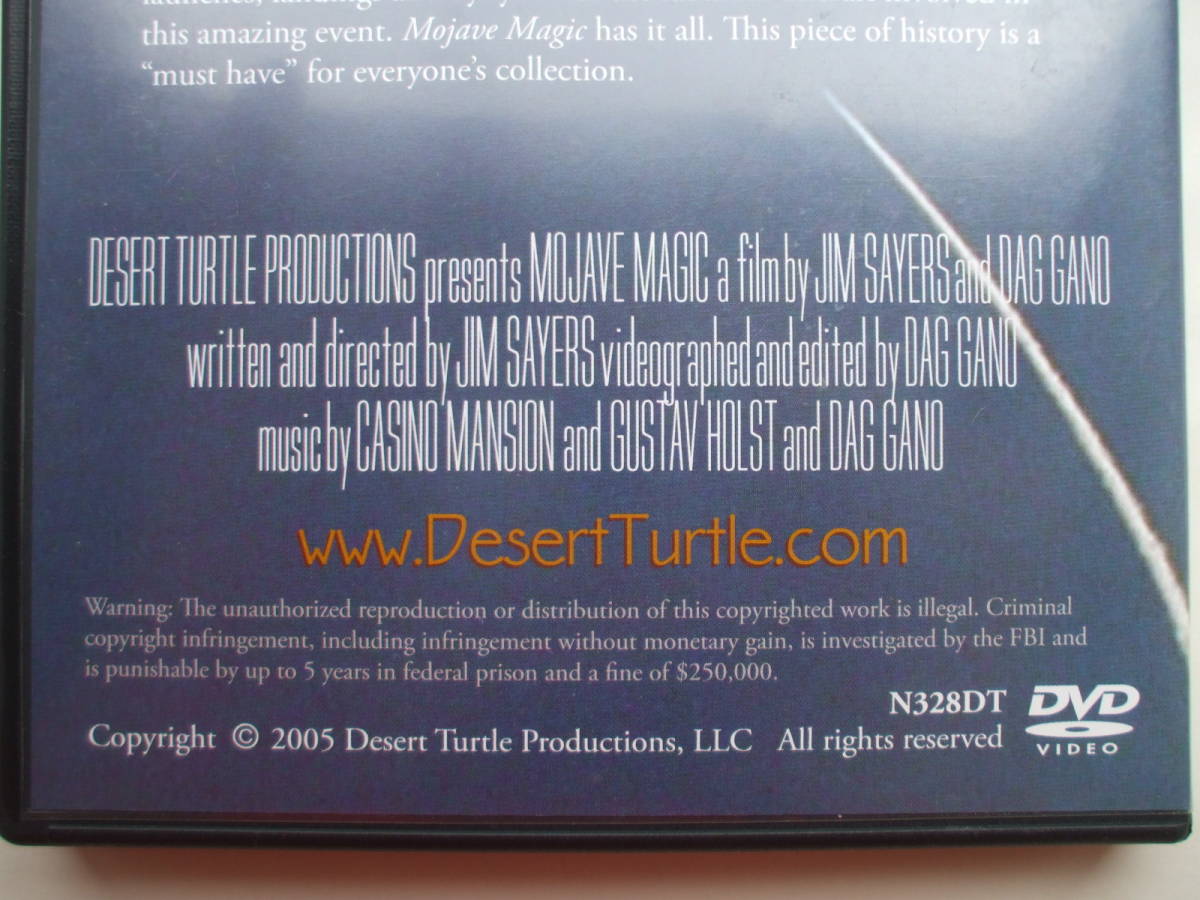 this amazing event. Mojave Magic has it all. This piece of history is a
“must have” for everyone’s collection.
DESERT TURTLE PRODUCTIONS presents MOJAVE MAGIC a film by JIM SAYERS and DAG GANO
written and directed by JIM SAYERS videographed and edited by DAG GANO
music by CASINO MANSION and GUSTAV HOLST and DAG GANO
www.DesertTurtle.com
Warning: The unauthorized reproduction or distribution of this copyrighted work is illegal. Criminal
copyright infringement, including infringement without monetary gain, is investigated by the FBI and
is punishable by up to 5 years in federal prison and a fine of $250,000.
N328DT DVD
VIDEO
Copyright © 2005 Desert Turtle Productions, LLC All rights reserved